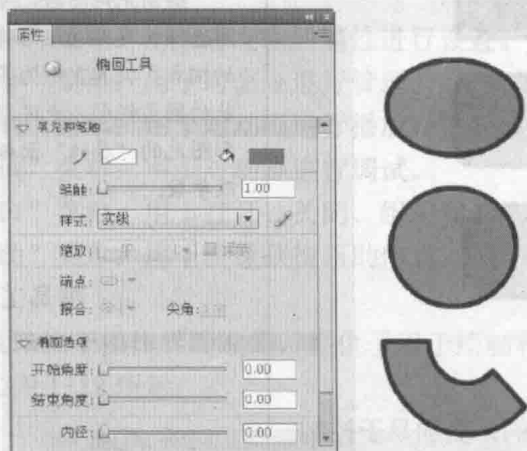 属性
椭圆工具
填充和笔触
笔触: 1.00
样式: 实线
缩放:
端点:
接合: 尖角:
椭圆选项
开始角度: 0.00
结束角度: 0.00
内径: 0.00